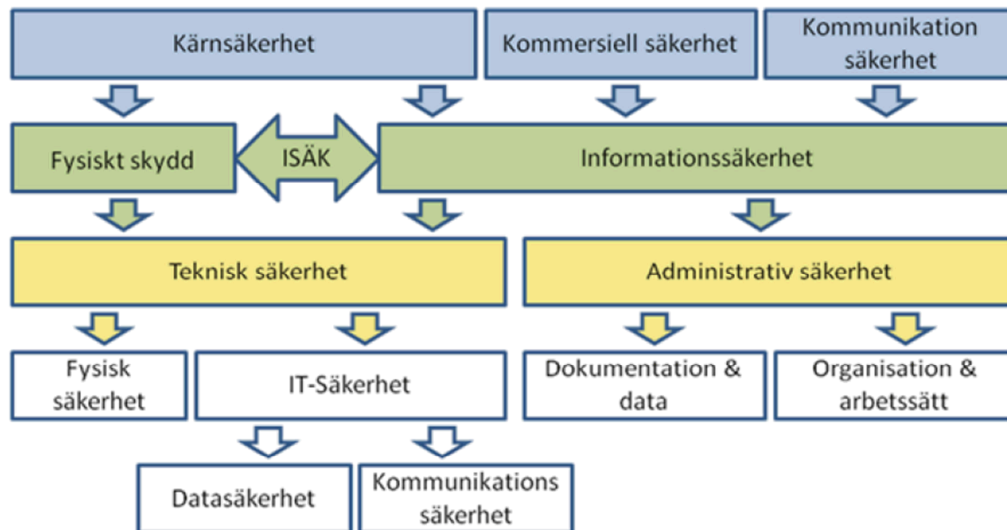 Kärnsäkerhet
Kommersiell säkerhet
Kommunikation
säkerhet
Fysiskt skydd
ISÄK
Informationssäkerhet
Teknisk säkerhet
Administrativ säkerhet
Fysisk
säkerhet
IT-Säkerhet
Dokumentation &
data
Organisation &
arbetssätt
Datasäkerhet
Kommunikations
säkerhet